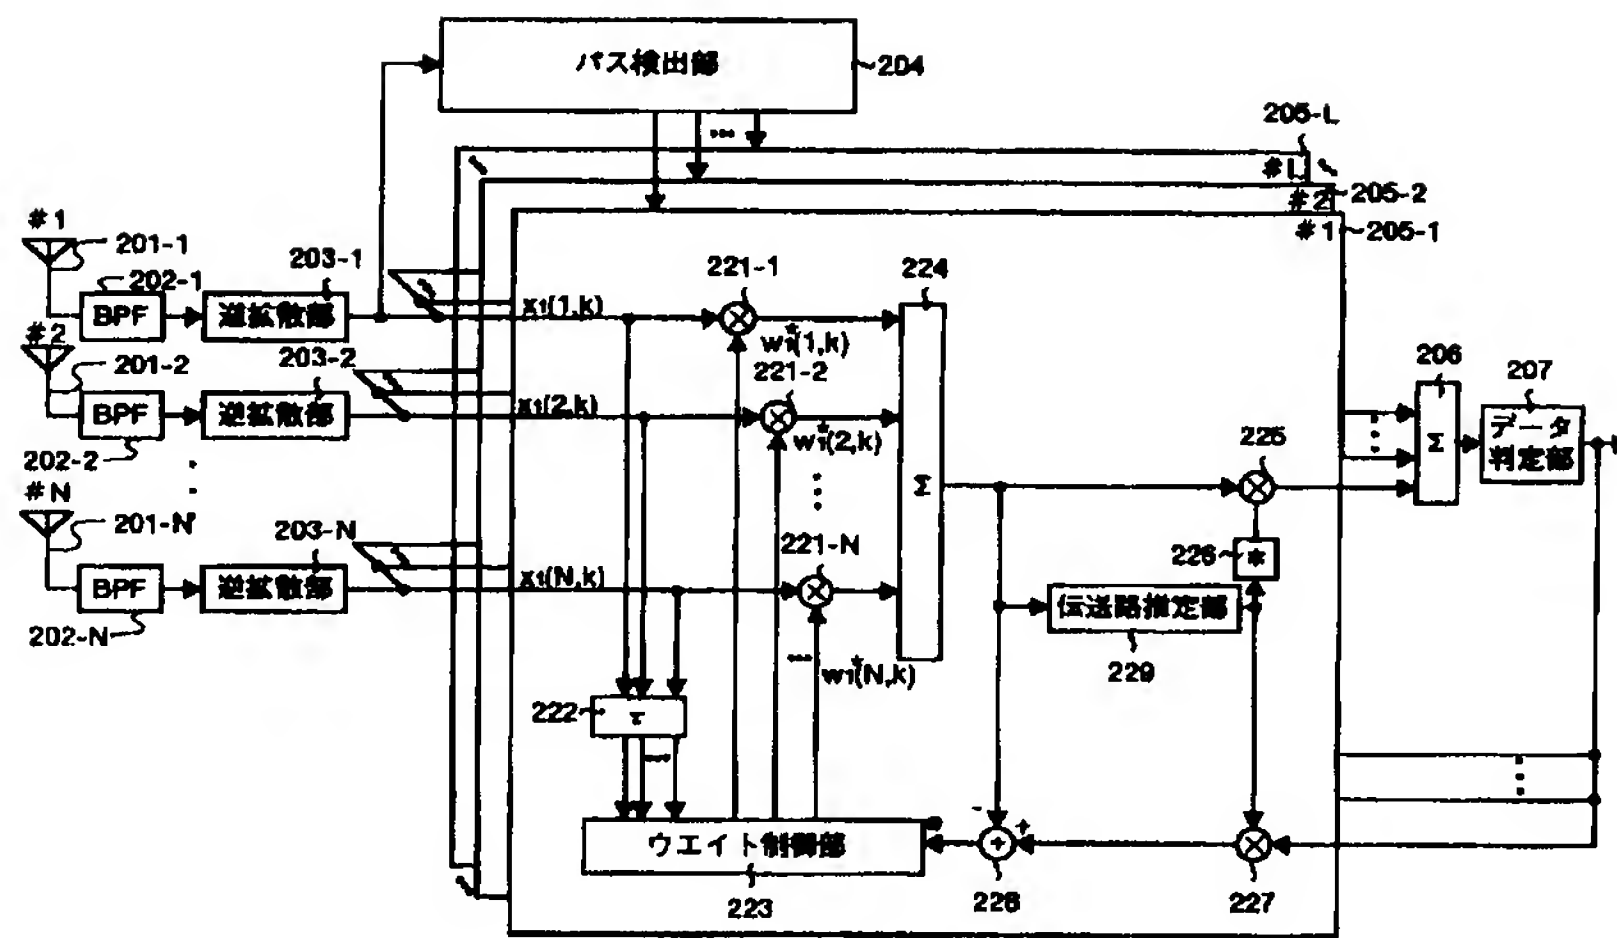 パス検出部
204
205-L
#L
205-2
#2
#1
205-1
#1
201-1
202-1
BPF
203-1
逆拡散部
x1(1,k)
221-1
w1*(1,k)
224
Σ
#2
201-2
BPF
202-2
203-2
逆拡散部
x1(2,k)
221-2
w1*(2,k)
206
Σ
207
データ
判定部
225
226
*
#N
201-N
BPF
202-N
203-N
逆拡散部
x1(N,k)
221-N
w1*(N,k)
伝送路推定部
229
222
τ
ウエイト制御部
223
-
+
+
228
227